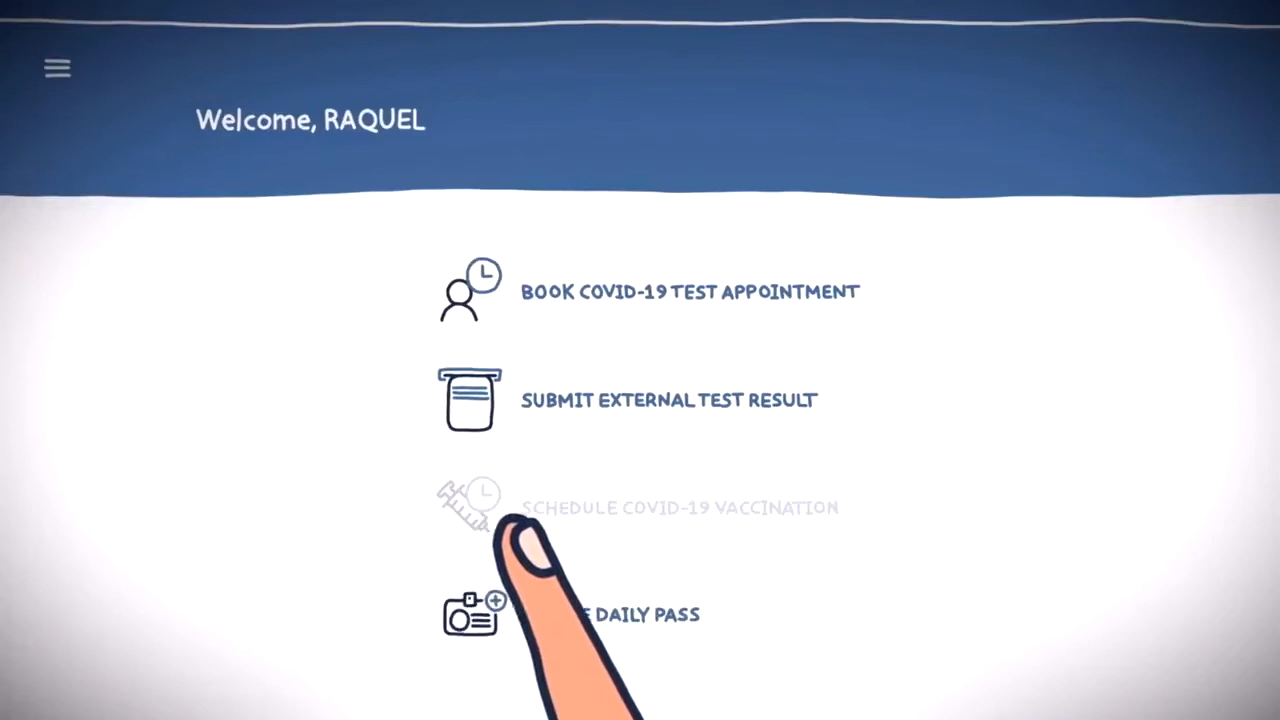 Welcome, RAQUEL
BOOK COVID-19 TEST APPOINTMENT
SUBMIT EXTERNAL TEST RESULT
SCHEDULE COVID-19 VACCINATION
DAILY PASS